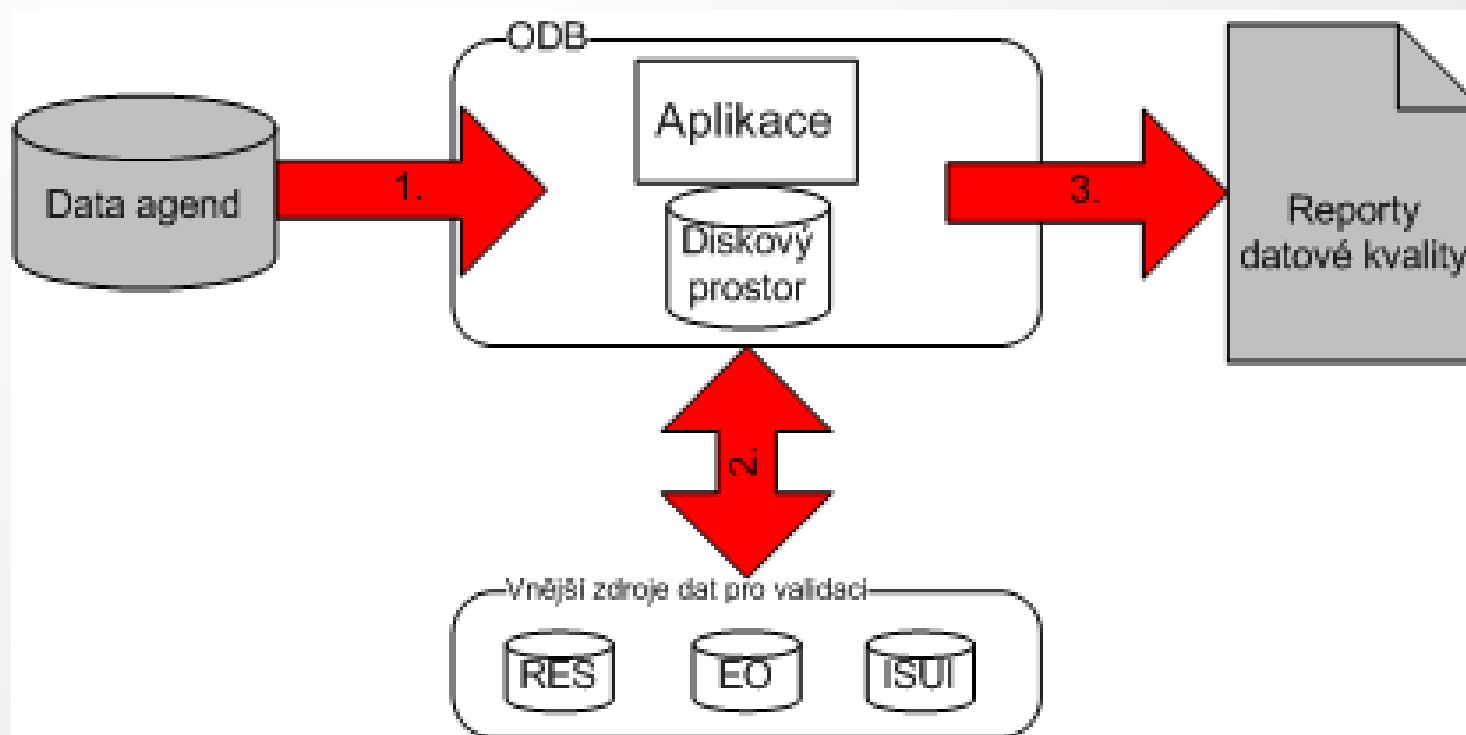 ODB
Aplikace
Data agend
1.
Diskový
prostor
3.
Reporty
datové kvality
2.
Vnější zdroje dat pro validaci
RES
EO
ISUI